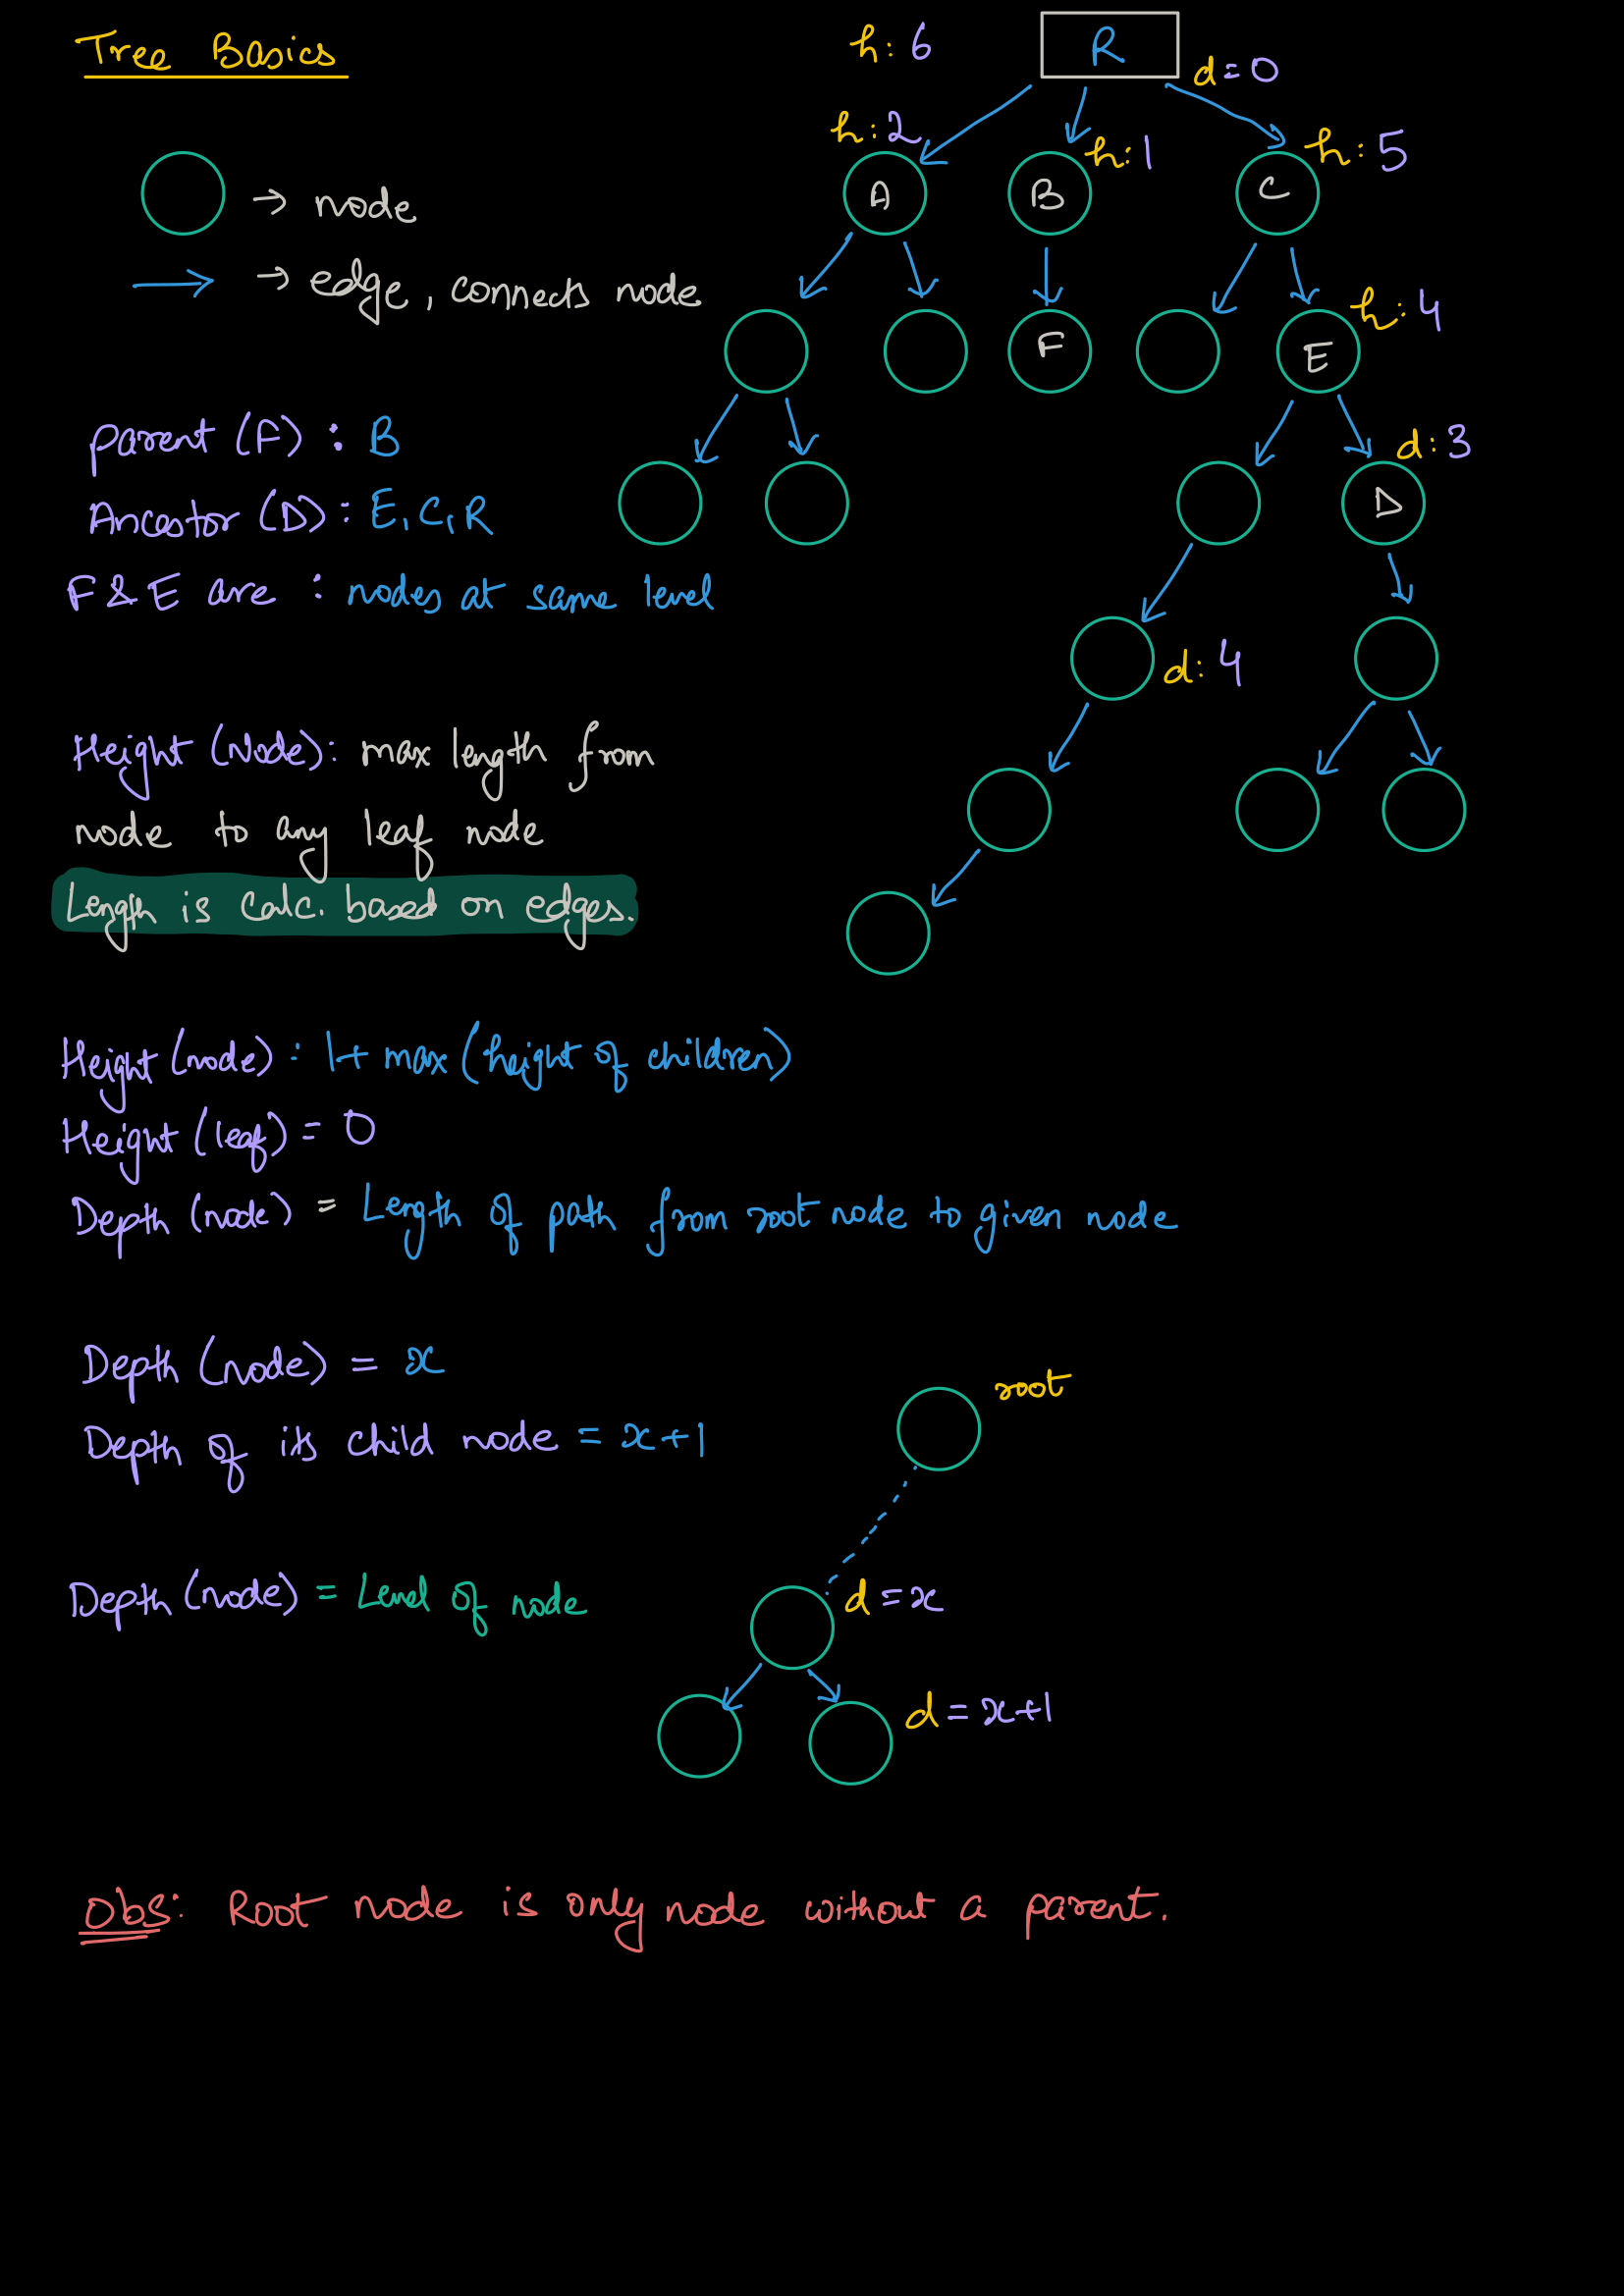 Tree Basics
h: 6
R
d=0
h: 2
h: 1
h: 5
A
B
C
→ node
→ edge, connects node
h: 4
F
E
parent (F) : B
d: 3
Ancestor (D): E, C, R
D
F & E are : nodes at same level
d: 4
Height (Node): max length from
node to any leaf node
Length is calc. based on edges.
Height (node) : 1+ max (height of children)
Height (leaf) = 0
Depth (node) = Length of path from root node to given node
Depth (node) = x
root
Depth of its child node = x+1
Depth (node) = Level of node
d = x
d = x+1
Obs: Root node is only node without a parent.